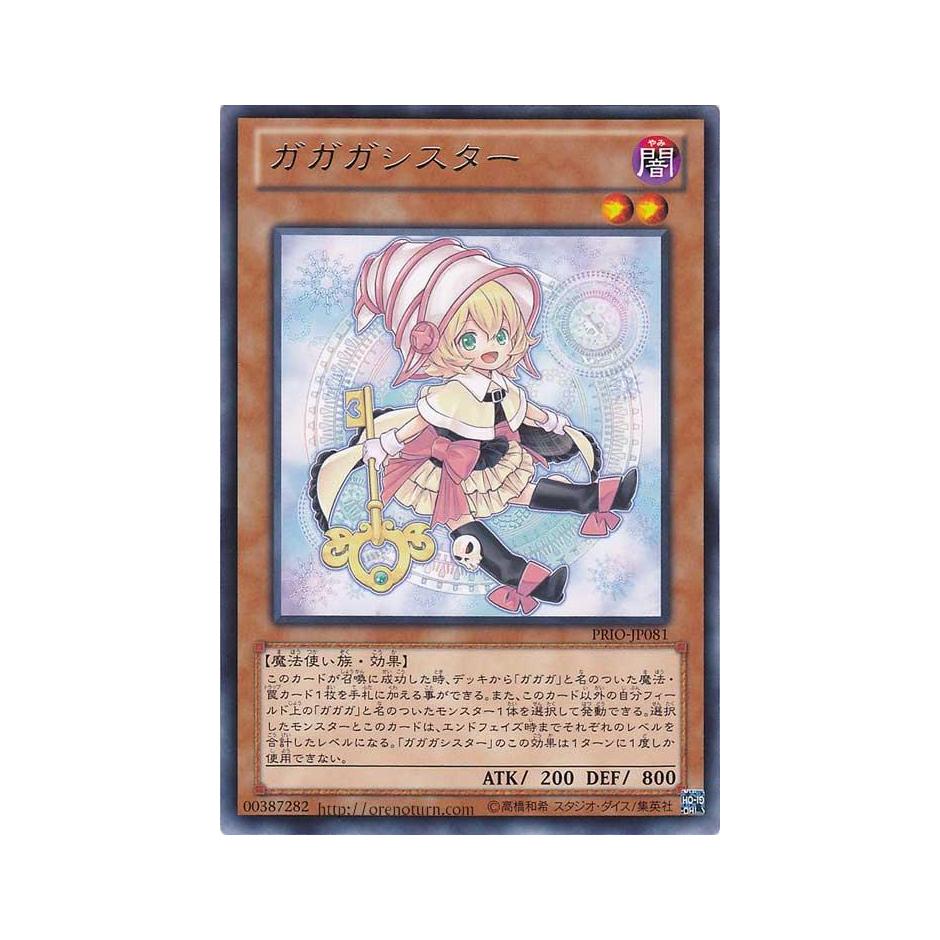 ガガガシスター
やみ
闇
PRIO-JP081
【魔法使い族・効果】
このカードが召喚に成功した時、デッキから「ガガガ」と名のついた魔法・
罠カード1枚を手札に加える事ができる。また、このカード以外の自分フィー
ルド上の「ガガガ」と名のついたモンスター1体を選択して発動できる。選択
したモンスターとこのカードは、エンドフェイズ時までそれぞれのレベルを
合計したレベルになる。「ガガガシスター」のこの効果は1ターンに1度しか
使用できない。
ATK/ 200 DEF/ 800
00387282 http://orenoturn.com ©高橋和希 スタジオ・ダイス/集英社